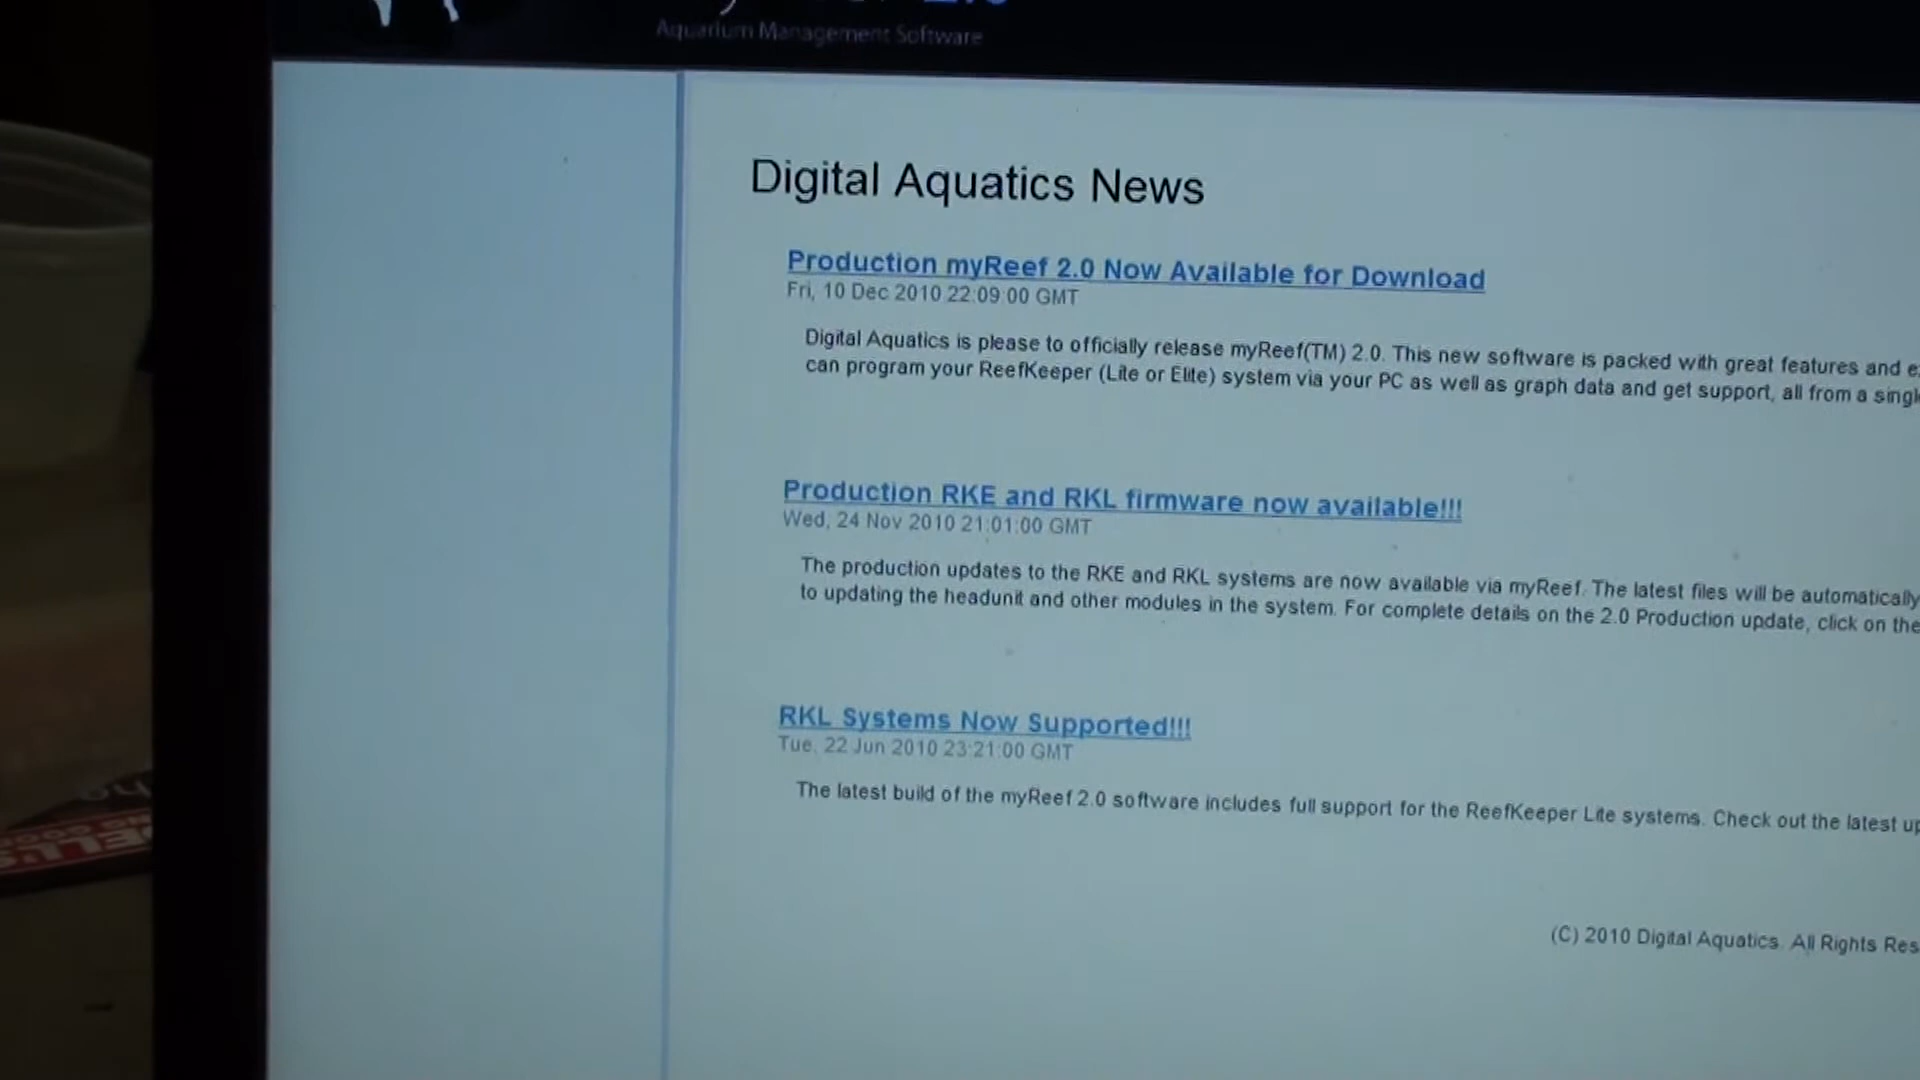 Aquarium Management Software
Digital Aquatics News
Production myReef 2.0 Now Available for Download
Fri, 10 Dec 2010 22:09:00 GMT
Digital Aquatics is please to officially release myReef(TM) 2.0. This new software is packed with great features and
can program your ReefKeeper (Lite or Elite) system via your PC as well as graph data and get support, all from a
Production RKE and RKL firmware now available!!!
Wed, 24 Nov 2010 21:01:00 GMT
The production updates to the RKE and RKL systems are now available via myReef. The latest files will be automatically
to updating the headunit and other modules in the system. For complete details on the 2.0 Production update, click on the
RKL Systems Now Supported!!!
Tue, 22 Jun 2010 23:21:00 GMT
The latest build of the myReef 2.0 software includes full support for the ReefKeeper Lite systems. Check out the latest
(C) 2010 Digital Aquatics. All Rights